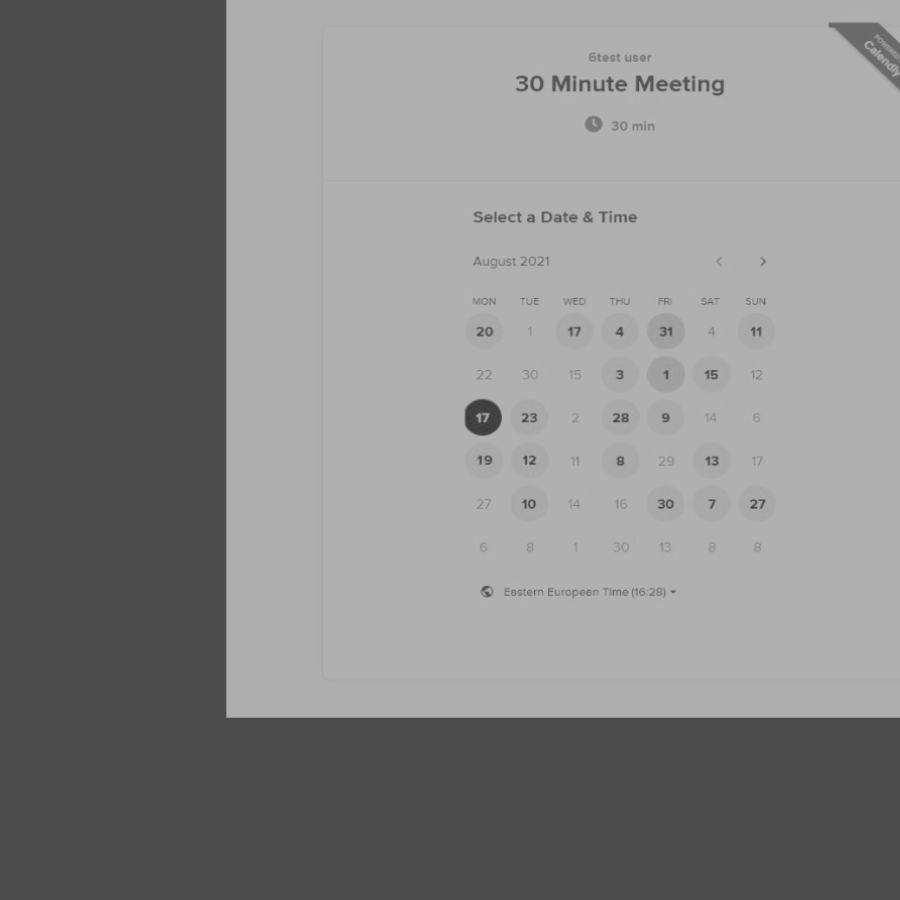 POWERED
Calendly
6test user
30 Minute Meeting
30 min
Select a Date & Time
August 2021
MON TUE WED THU FRI SAT SUN
20 1 17 4 31 4 11
22 30 15 3 1 15 12
17 23 2 28 9 14 6
19 12 11 8 29 13 17
27 10 14 16 30 7 27
6 8 1 30 13 8 8
Eastern European Time (16:28)